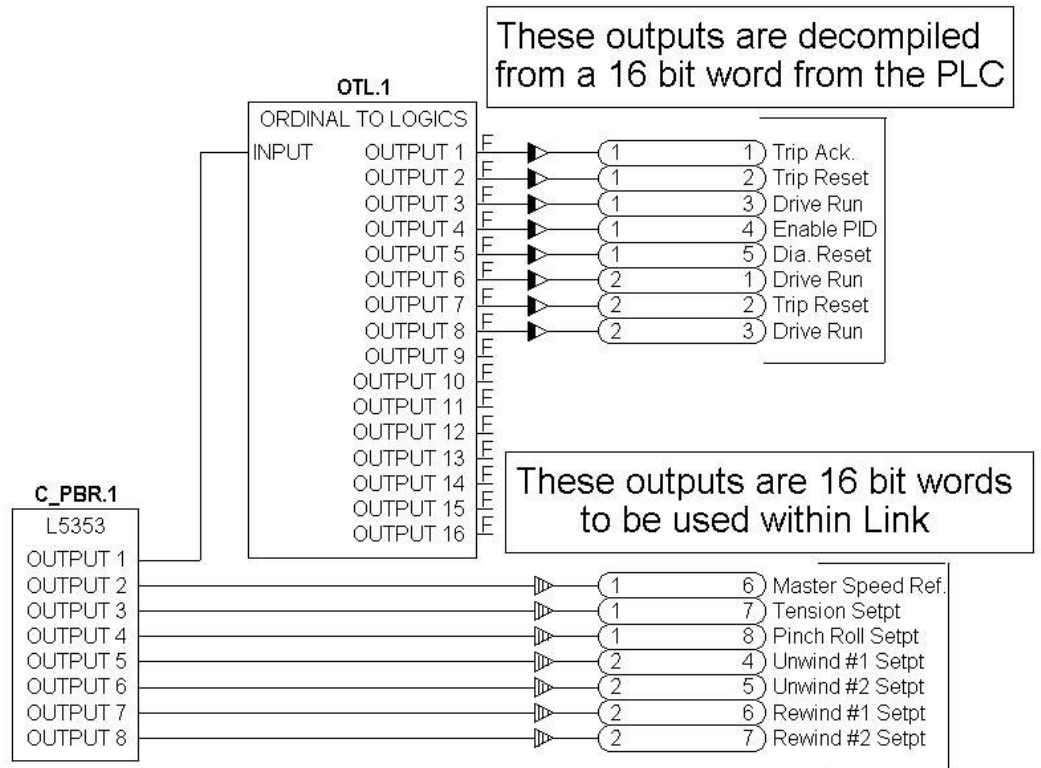 These outputs are decompiled
from a 16 bit word from the PLC
OTL.1
ORDINAL TO LOGICS
INPUT OUTPUT 1 F 1 1 Trip Ack.
OUTPUT 2 F 1 2 Trip Reset
OUTPUT 3 F 1 3 Drive Run
OUTPUT 4 F 1 4 Enable PID
OUTPUT 5 F 1 5 Dia. Reset
OUTPUT 6 F 2 1 Drive Run
OUTPUT 7 F 2 2 Trip Reset
OUTPUT 8 F 2 3 Drive Run
OUTPUT 9 F
OUTPUT 10 F
OUTPUT 11 F
OUTPUT 12 F
OUTPUT 13 F
OUTPUT 14 F
OUTPUT 15 F
OUTPUT 16 F
These outputs are 16 bit words
to be used within Link
C_PBR.1
L5353
OUTPUT 1
OUTPUT 2 1 6 Master Speed Ref.
OUTPUT 3 1 7 Tension Setpt
OUTPUT 4 1 8 Pinch Roll Setpt
OUTPUT 5 2 4 Unwind #1 Setpt
OUTPUT 6 2 5 Unwind #2 Setpt
OUTPUT 7 2 6 Rewind #1 Setpt
OUTPUT 8 2 7 Rewind #2 Setpt